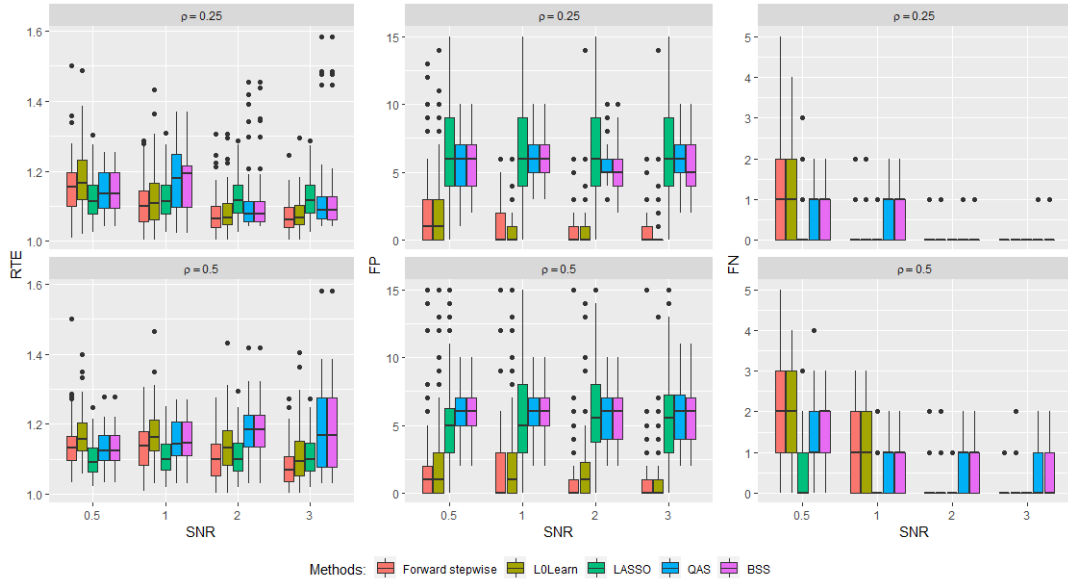 ρ = 0.25
ρ = 0.25
ρ = 0.25
1.6
1.4
1.2
1.0
15
10
5
0
5
4
3
2
1
0
RTE
FP
FN
ρ = 0.5
ρ = 0.5
ρ = 0.5
1.6
1.4
1.2
1.0
15
10
5
0
5
4
3
2
1
0
0.5 1 2 3
0.5 1 2 3
0.5 1 2 3
SNR
SNR
SNR
Methods: Forward stepwise L0Learn LASSO QAS BSS